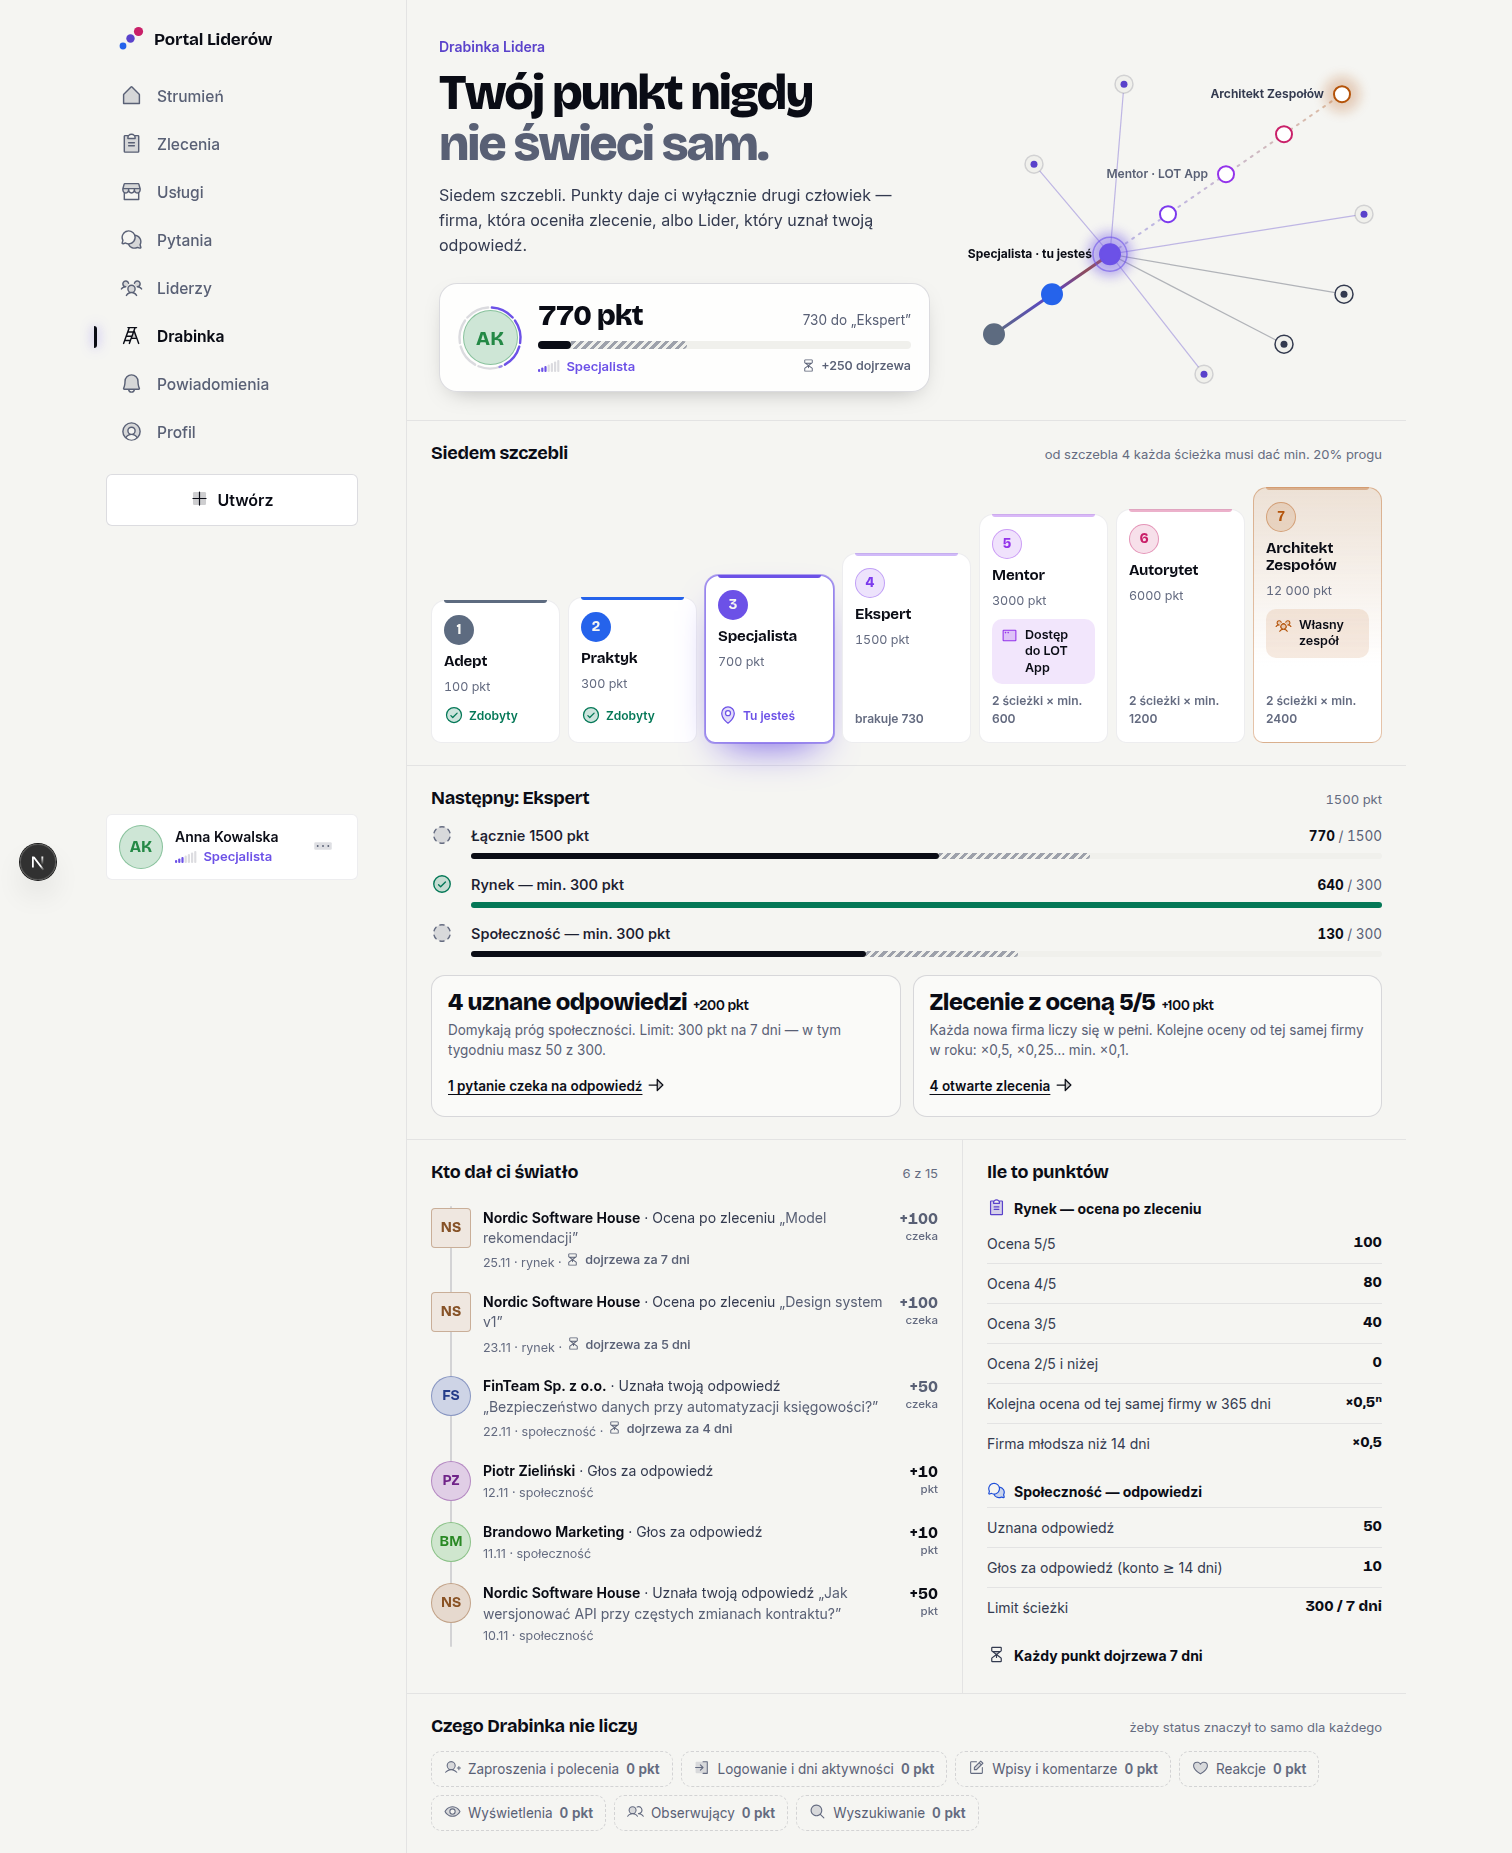 Portal Liderów
Strumień
Zlecenia
Usługi
Pytania
Liderzy
Drabinka
Powiadomienia
Profil
Utwórz
AK
Anna Kowalska
Specjalista
N
Drabinka Lidera
Twój punkt nigdy
nie świeci sam.
Siedem szczebli. Punkty daje ci wyłącznie drugi człowiek —
firma, która oceniła zlecenie, albo Lider, który uznał twoją
odpowiedź.
AK
770 pkt
730 do „Ekspert”
Specjalista
+250 dojrzewa
Architekt Zespołów
Mentor · LOT App
Specjalista · tu jesteś
Siedem szczebli
od szczebla 4 każda ścieżka musi dać min. 20% progu
1
Adept
100 pkt
Zdobyty
2
Praktyk
300 pkt
Zdobyty
3
Specjalista
700 pkt
Tu jesteś
4
Ekspert
1500 pkt
brakuje 730
5
Mentor
3000 pkt
Dostęp
do LOT
App
2 ścieżki × min.
600
6
Autorytet
6000 pkt
2 ścieżki × min.
1200
7
Architekt
Zespołów
12 000 pkt
Własny
zespół
2 ścieżki × min.
2400
Następny: Ekspert
1500 pkt
Łącznie 1500 pkt
770 / 1500
Rynek — min. 300 pkt
640 / 300
Społeczność — min. 300 pkt
130 / 300
4 uznane odpowiedzi +200 pkt
Domykają próg społeczności. Limit: 300 pkt na 7 dni — w tym
tygodniu masz 50 z 300.
1 pytanie czeka na odpowiedź
Zlecenie z oceną 5/5 +100 pkt
Każda nowa firma liczy się w pełni. Kolejne oceny od tej samej firmy
w roku: ×0,5, ×0,25… min. ×0,1.
4 otwarte zlecenia
Kto dał ci światło
6 z 15
NS
Nordic Software House · Ocena po zleceniu „Model
rekomendacji”
25.11 · rynek · dojrzewa za 7 dni
+100
czeka
NS
Nordic Software House · Ocena po zleceniu „Design system
v1”
23.11 · rynek · dojrzewa za 5 dni
+100
czeka
FS
FinTeam Sp. z o.o. · Uznała twoją odpowiedź
„Bezpieczeństwo danych przy automatyzacji księgowości?”
22.11 · społeczność · dojrzewa za 4 dni
+50
czeka
PZ
Piotr Zieliński · Głos za odpowiedź
12.11 · społeczność
+10
pkt
BM
Brandowo Marketing · Głos za odpowiedź
11.11 · społeczność
+10
pkt
NS
Nordic Software House · Uznała twoją odpowiedź „Jak
wersjonować API przy częstych zmianach kontraktu?”
10.11 · społeczność
+50
pkt
Ile to punktów
Rynek — ocena po zleceniu
Ocena 5/5
100
Ocena 4/5
80
Ocena 3/5
40
Ocena 2/5 i niżej
0
Kolejna ocena od tej samej firmy w 365 dni
×0,5ⁿ
Firma młodsza niż 14 dni
×0,5
Społeczność — odpowiedzi
Uznana odpowiedź
50
Głos za odpowiedź (konto ≥ 14 dni)
10
Limit ścieżki
300 / 7 dni
Każdy punkt dojrzewa 7 dni
Czego Drabinka nie liczy
żeby status znaczył to samo dla każdego
Zaproszenia i polecenia 0 pkt
Logowanie i dni aktywności 0 pkt
Wpisy i komentarze 0 pkt
Reakcje 0 pkt
Wyświetlenia 0 pkt
Obserwujący 0 pkt
Wyszukiwanie 0 pkt